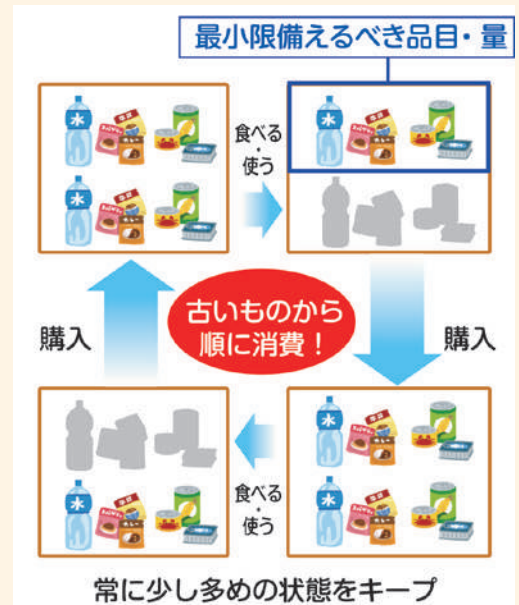 最小限備えるべき品目・量
水
水
食べる
・
使う
水
購入
古いものから
順に消費！
購入
水
食べる
・
使う
水
水
常に少し多めの状態をキープ